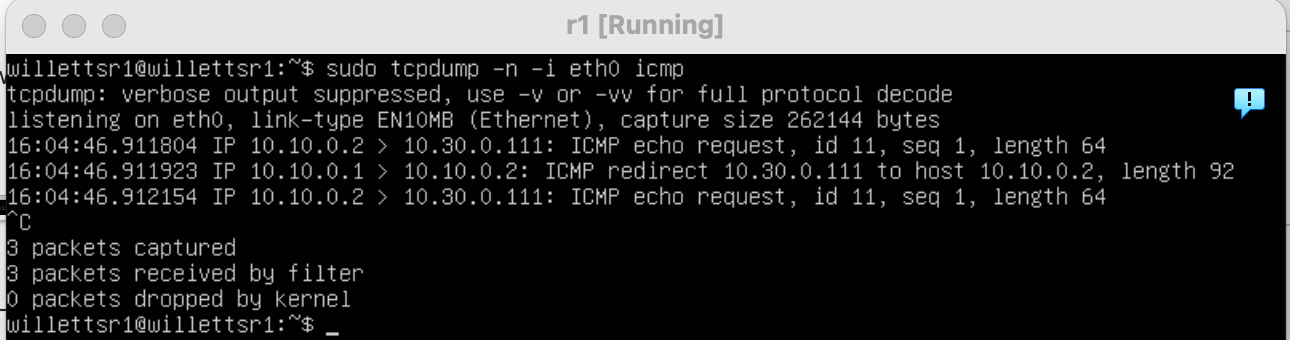 r1 [Running]
willettsr1@willettsr1:~$ sudo tcpdump -n -i eth0 icmp
tcpdump: verbose output suppressed, use -v or -vv for full protocol decode
listening on eth0, link-type EN10MB (Ethernet), capture size 262144 bytes
16:04:46.911804 IP 10.10.0.2 > 10.30.0.111: ICMP echo request, id 11, seq 1, length 64
16:04:46.911923 IP 10.10.0.1 > 10.10.0.2: ICMP redirect 10.30.0.111 to host 10.10.0.2, length 92
16:04:46.912154 IP 10.10.0.2 > 10.30.0.111: ICMP echo request, id 11, seq 1, length 64
^C
3 packets captured
3 packets received by filter
0 packets dropped by kernel
willettsr1@willettsr1:~$ _